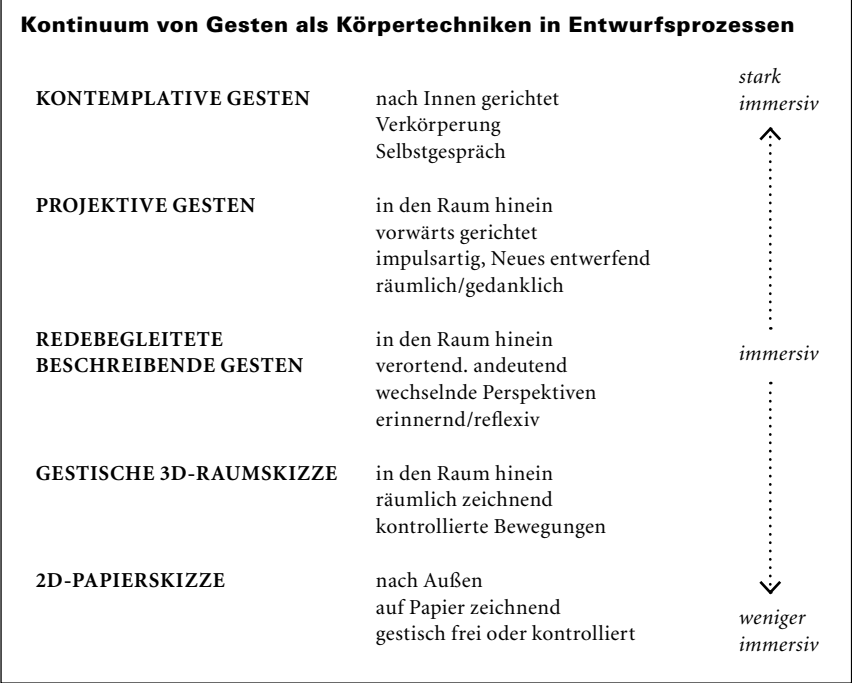 Kontinuum von Gesten als Körpertechniken in Entwurfsprozessen
stark
immersiv
KONTEMPLATIVE GESTEN
nach Innen gerichtet
Verkörperung
Selbstgespräch
PROJEKTIVE GESTEN
in den Raum hinein
vorwärts gerichtet
impulsartig, Neues entwerfend
räumlich/gedanklich
REDEBEGLEITETE
BESCHREIBENDE GESTEN
in den Raum hinein
verortend. andeutend
wechselnde Perspektiven
erinnernd/reflexiv
immersiv
GESTISCHE 3D-RAUMSKIZZE
in den Raum hinein
räumlich zeichnend
kontrollierte Bewegungen
2D-PAPIERSKIZZE
nach Außen
auf Papier zeichnend
gestisch frei oder kontrolliert
weniger
immersiv